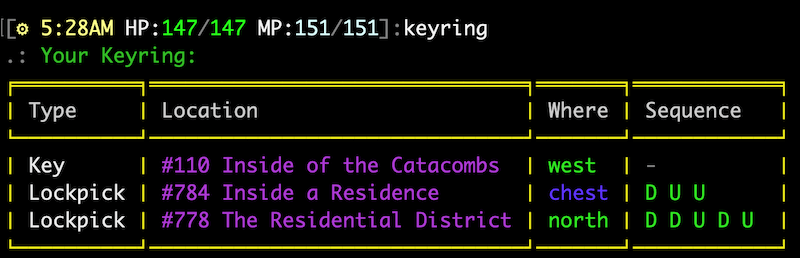 [⚙ 5:28AM HP:147/147 MP:151/151]:keyring
.: Your Keyring:
Type Location Where Sequence
Key #110 Inside of the Catacombs west -
Lockpick #784 Inside a Residence chest D U U
Lockpick #778 The Residential District north D D U D U